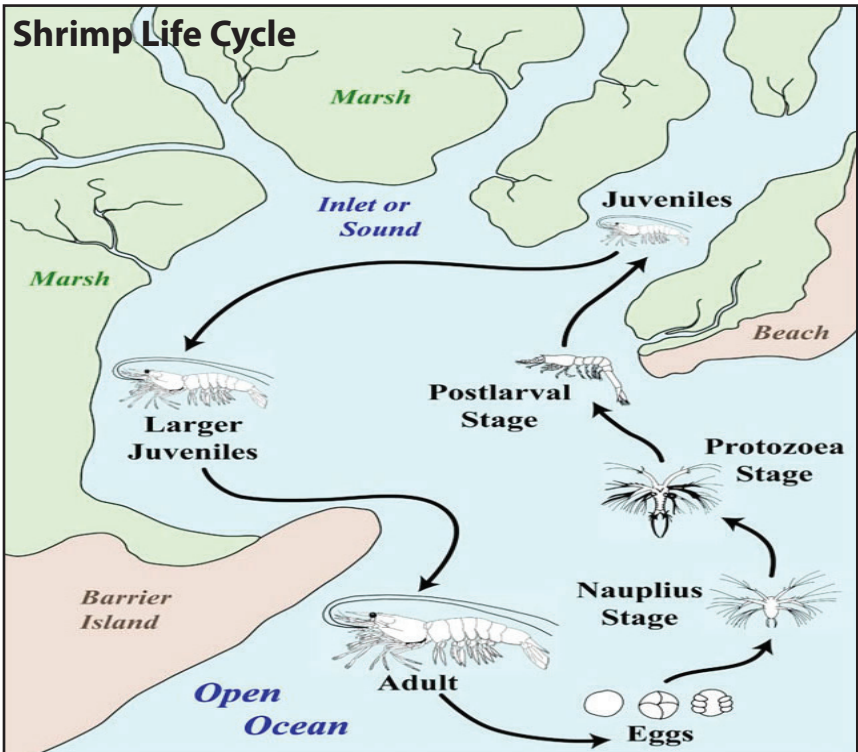 Shrimp Life Cycle
Marsh
Inlet or
Sound
Juveniles
Marsh
Beach
Postlarval
Stage
Larger
Juveniles
Protozoea
Stage
Nauplius
Stage
Barrier
Island
Adult
Open
Ocean
Eggs